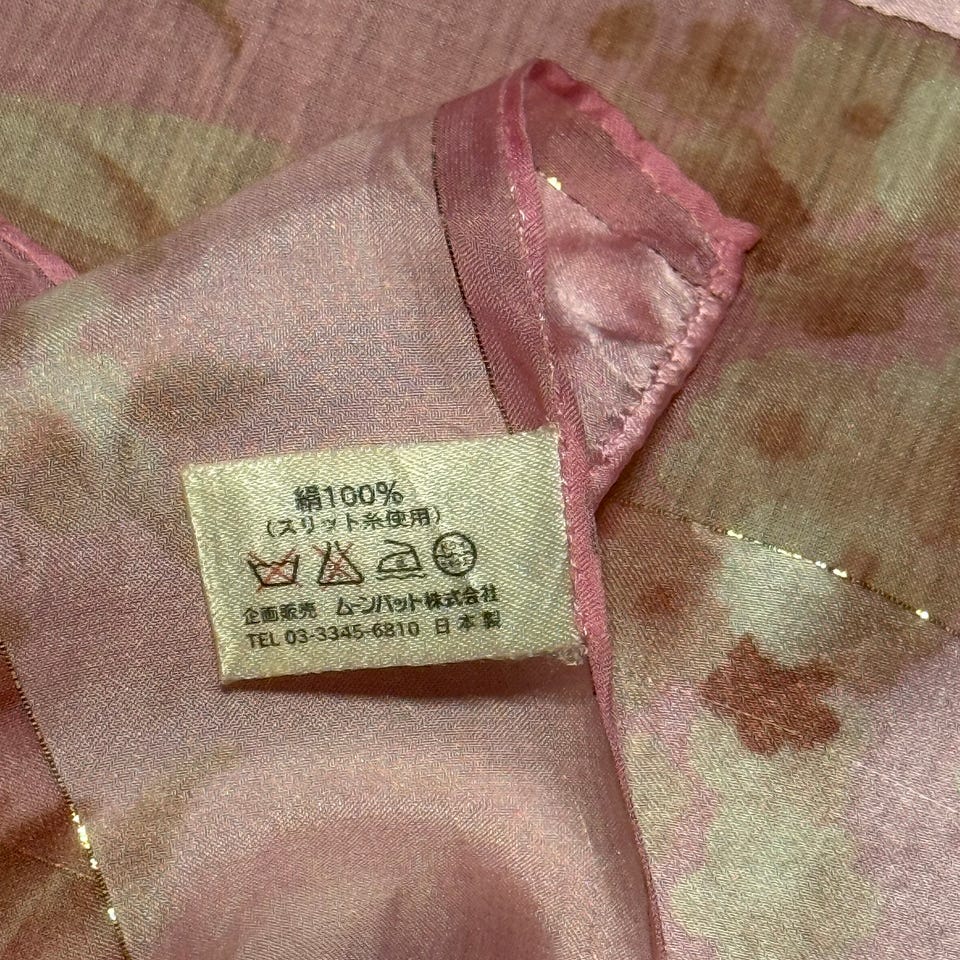 絹100%
(スリット糸使用)
企画販売 ムーンバット株式会社
TEL 03-3345-6810 日本製